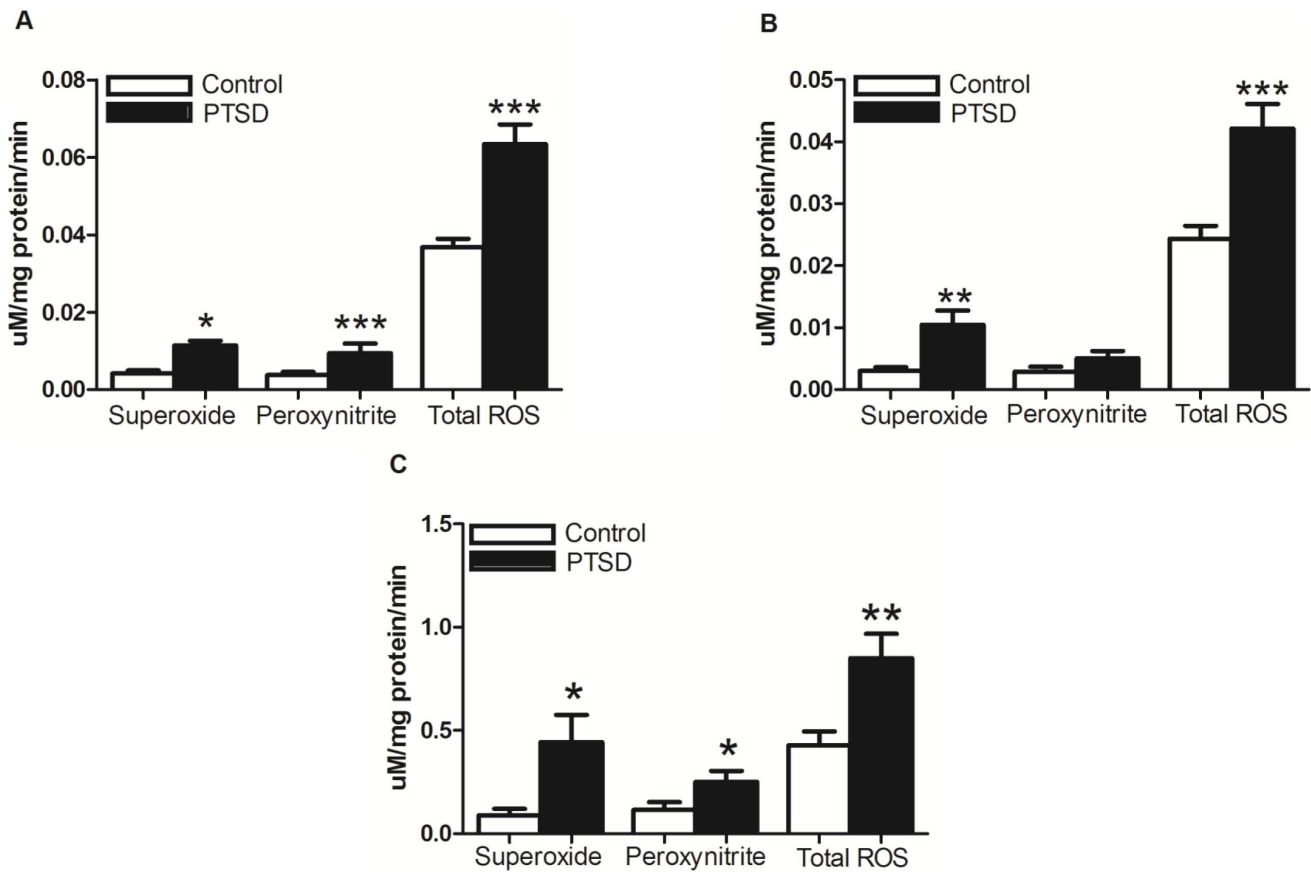 A
uM/mg protein/min
0.08
0.06
0.04
0.02
0.00
Control
PTSD
*
***
***
Superoxide
Peroxynitrite
Total ROS
B
uM/mg protein/min
0.05
0.04
0.03
0.02
0.01
0.00
Control
PTSD
**
***
Superoxide
Peroxynitrite
Total ROS
C
uM/mg protein/min
1.5
1.0
0.5
0.0
Control
PTSD
*
*
**
Superoxide
Peroxynitrite
Total ROS